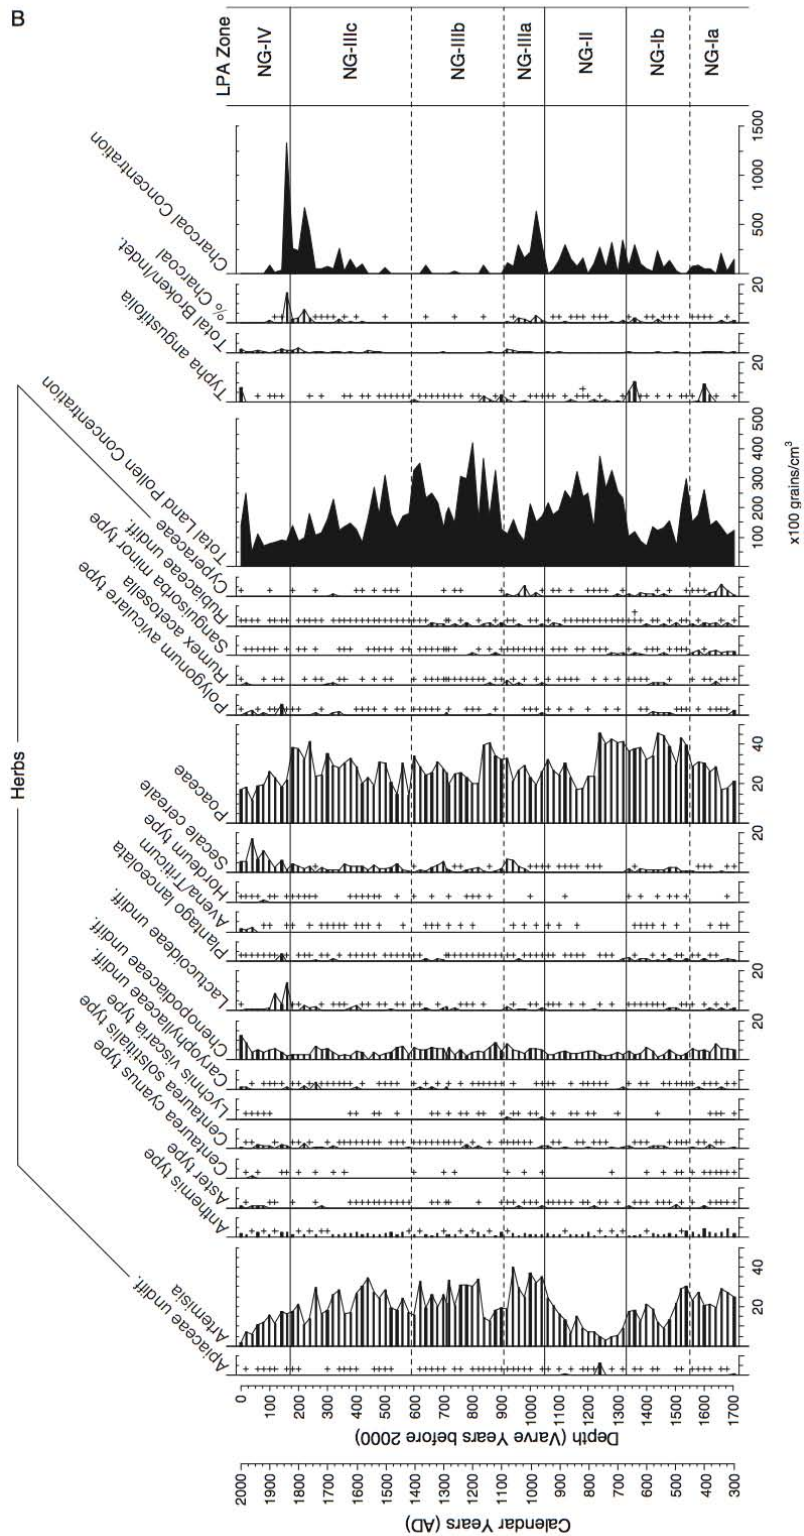 B
LPA Zone
NG-IV
NG-IIIc
NG-IIIb
NG-IIIa
NG-II
NG-Ib
NG-Ia
Charcoal Concentration
500
1000
1500
% Charcoal
20
Total Broken/Indet.
Typha angustifolia
20
Total Land Pollen Concentration
100 200 300 400 500
x100 grains/cm³
Herbs
Cyperaceae undiff.
Rubiaceae undiff.
Sanguisorba minor type
Rumex acetosella
Polygonum aviculare type
Poaceae
20
40
Secale cereale
20
Hordeum type
Avena/Triticum
Plantago lanceolata
Lactucoideae undiff.
20
Chenopodiaceae undiff.
20
Caryophyllaceae undiff.
Lychnis viscaria type
Centaurea solstitialis type
Centaurea cyanus type
Aster type
Anthemis type
Artemisia
20
40
Apiaceae undiff.
0 100 200 300 400 500 600 700 800 900 1000 1100 1200 1300 1400 1500 1600 1700
Depth (Varve Years before 2000)
2000 1900 1800 1700 1600 1500 1400 1300 1200 1100 1000 900 800 700 600 500 400 300
Calendar Years (AD)